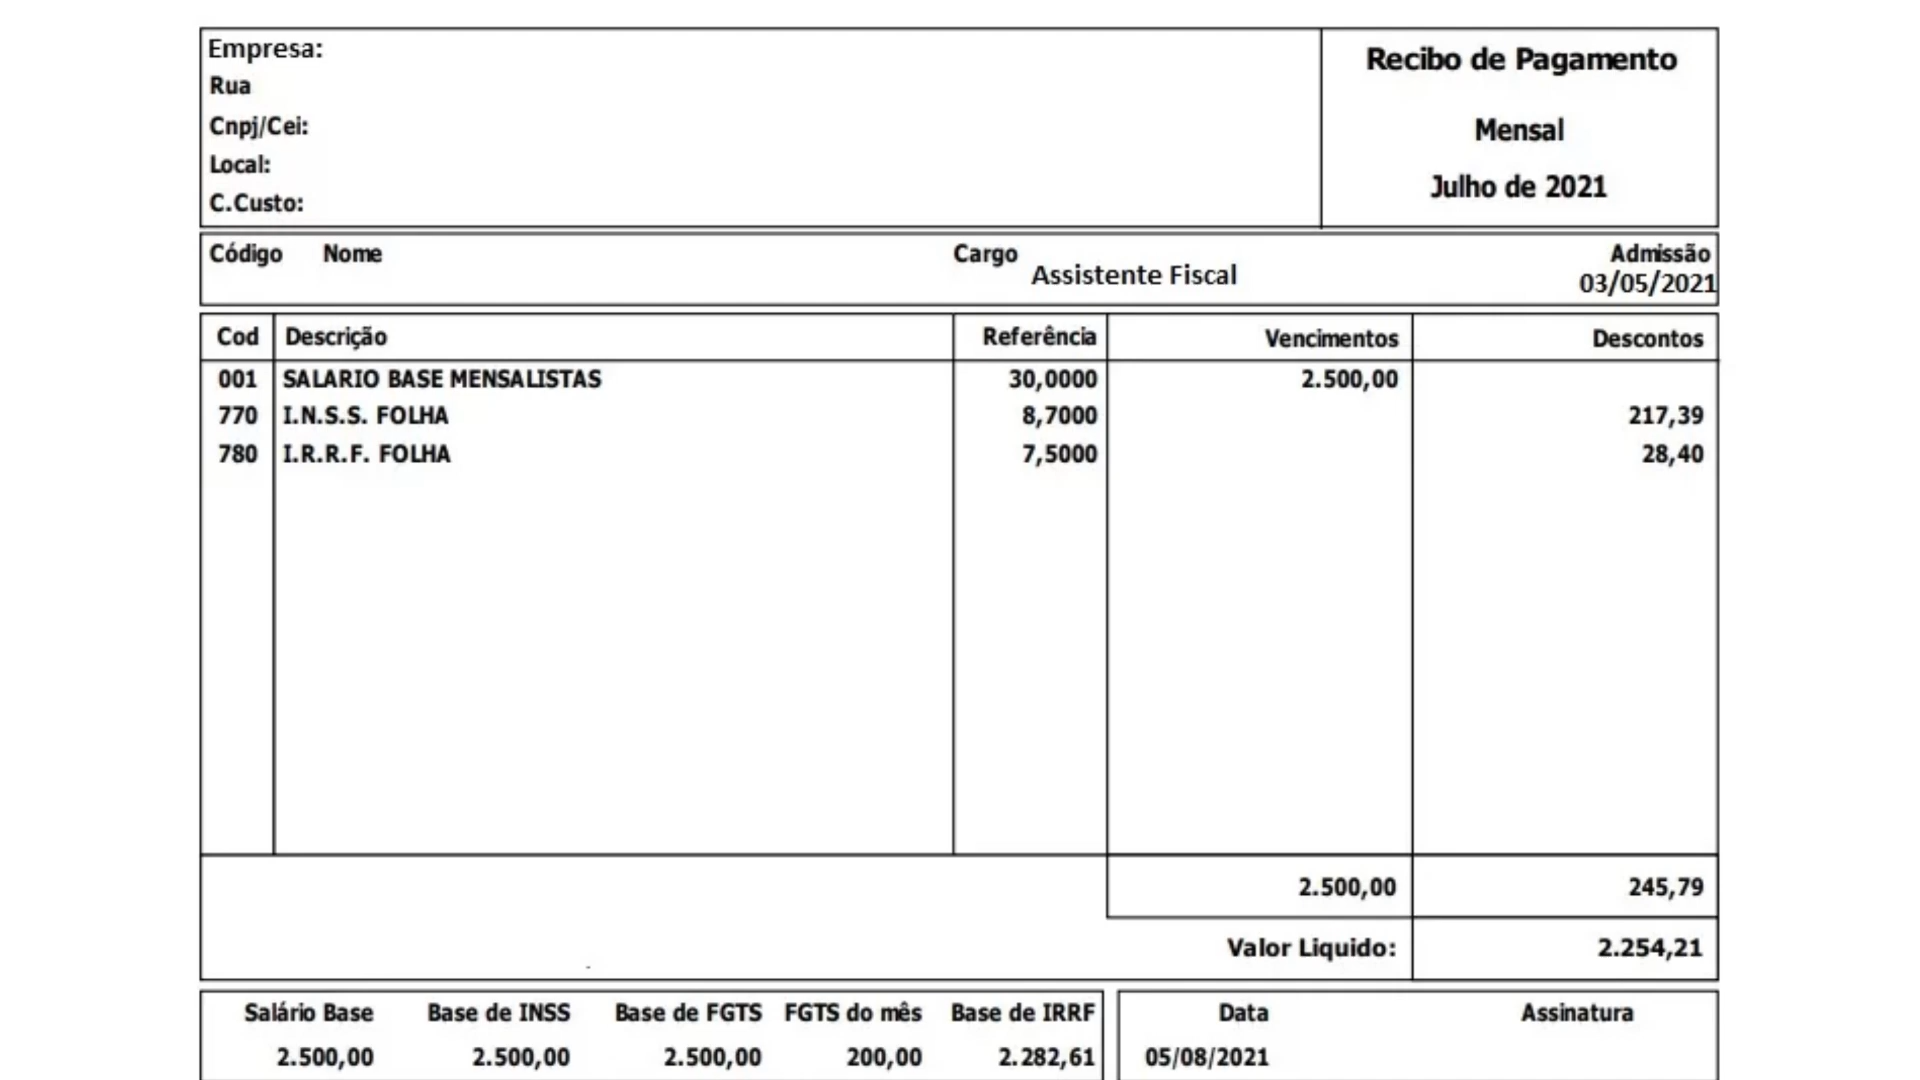 Empresa:
Rua
Cnpj/Cei:
Local:
C.Custo:
Recibo de Pagamento
Mensal
Julho de 2021
Código Nome Cargo Admissão
Assistente Fiscal 03/05/2021
Cod Descrição Referência Vencimentos Descontos
001 SALARIO BASE MENSALISTAS 30,0000 2.500,00
770 I.N.S.S. FOLHA 8,7000 217,39
780 I.R.R.F. FOLHA 7,5000 28,40
2.500,00 245,79
Valor Liquido: 2.254,21
Salário Base Base de INSS Base de FGTS FGTS do mês Base de IRRF Data Assinatura
2.500,00 2.500,00 2.500,00 200,00 2.282,61 05/08/2021